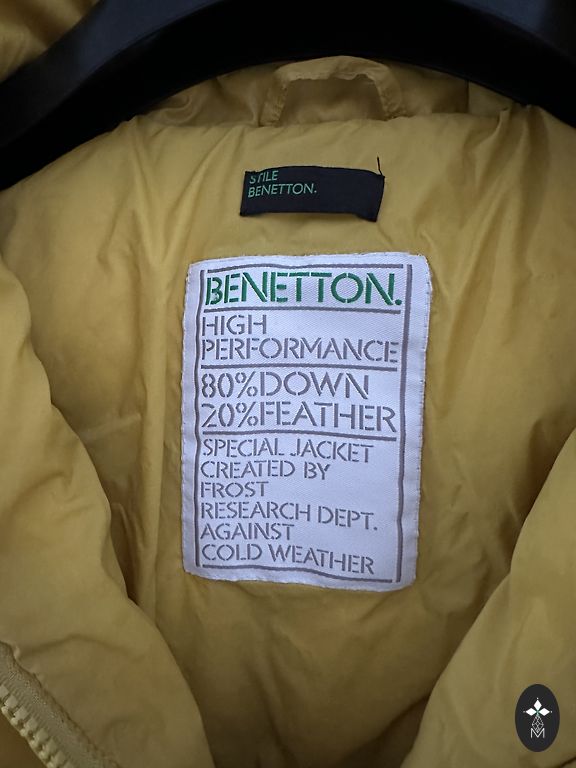 STILE
BENETTON.
BENETTON.
HIGH
PERFORMANCE
80%DOWN
20%FEATHER
SPECIAL JACKET
CREATED BY
FROST
RESEARCH DEPT.
AGAINST
COLD WEATHER
M